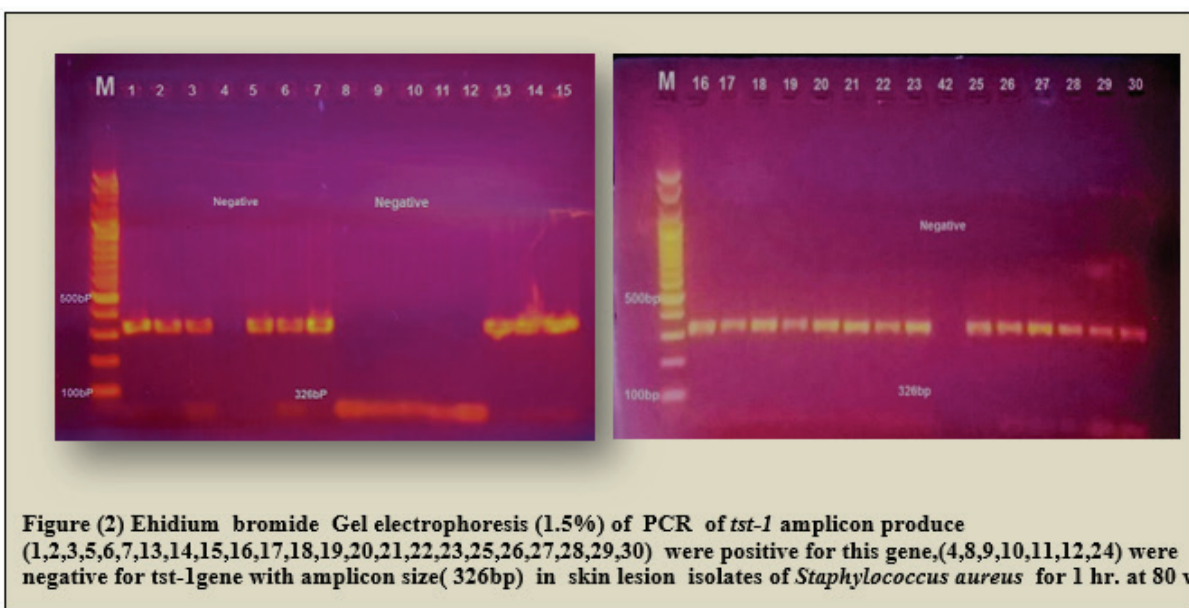 M 1 2 3 4 5 6 7 8 9 10 11 12 13 14 15
Negative Negative
500bP
100bP
326bP
M 16 17 18 19 20 21 22 23 42 25 26 27 28 29 30
Negative
500bp
100bp
326bp
Figure (2) Ehidium bromide Gel electrophoresis (1.5%) of PCR of tst-1 amplicon produce
(1,2,3,5,6,7,13,14,15,16,17,18,19,20,21,22,23,25,26,27,28,29,30) were positive for this gene,(4,8,9,10,11,12,24) were
negative for tst-1gene with amplicon size( 326bp) in skin lesion isolates of Staphylococcus aureus for 1 hr. at 80 v